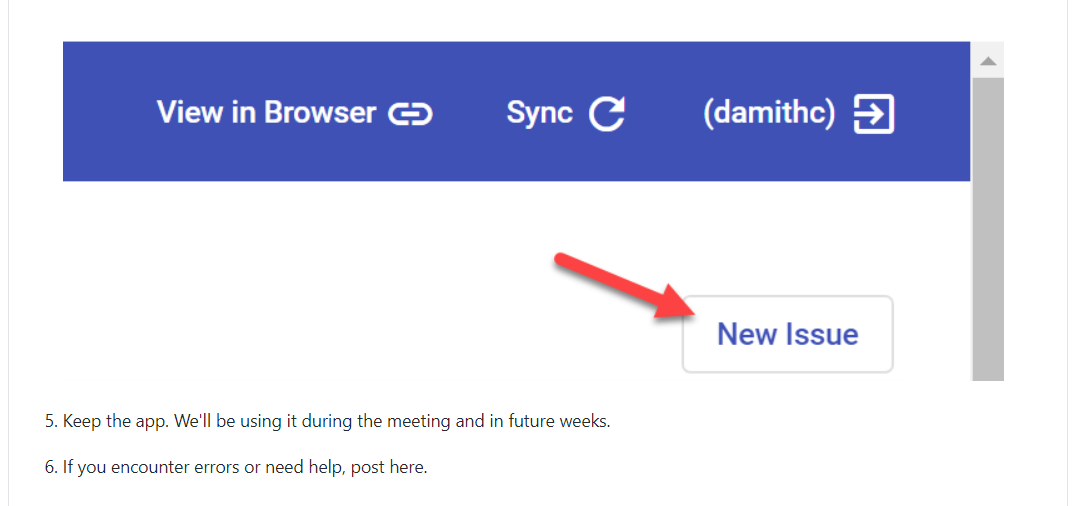 View in Browser Sync (damithc)
New Issue
5. Keep the app. We'll be using it during the meeting and in future weeks.
6. If you encounter errors or need help, post here.